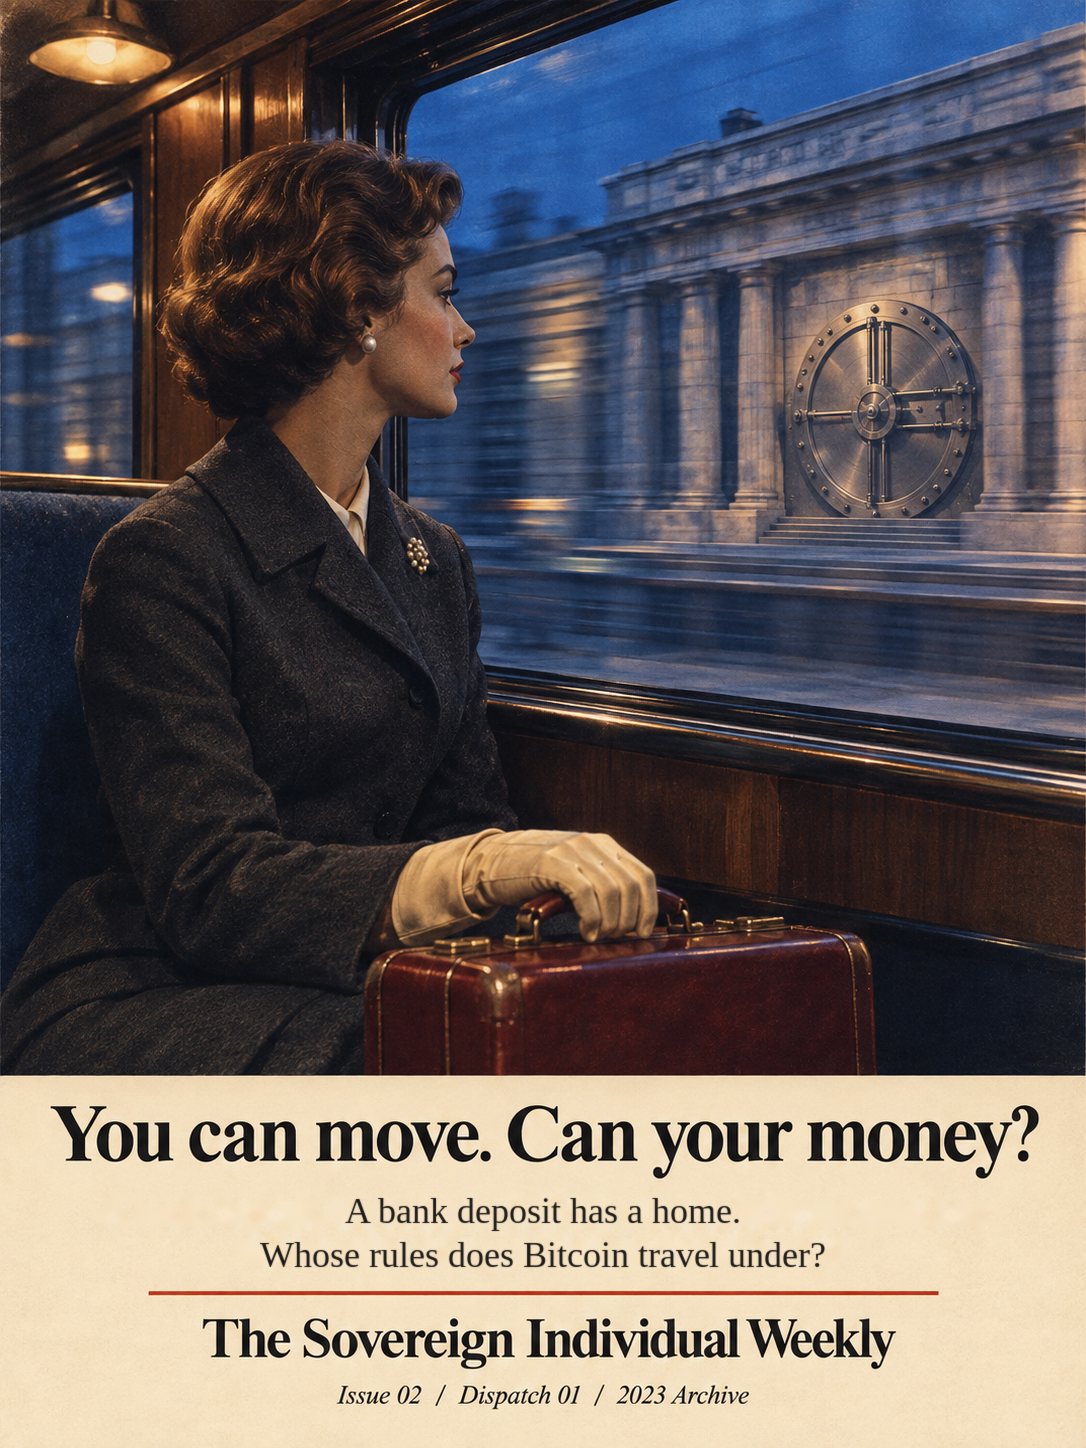 You can move. Can your money?
A bank deposit has a home.
Whose rules does Bitcoin travel under?
The Sovereign Individual Weekly
Issue 02 / Dispatch 01 / 2023 Archive